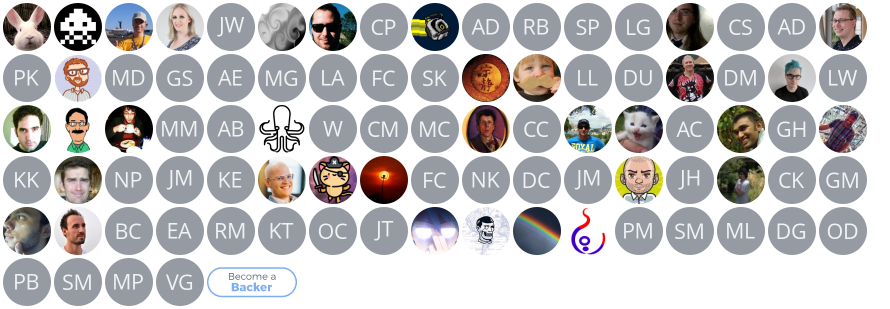 JW CP AD RB SP LG CS AD
PK MD GS AE MG LA FC SK LL DU DM LW
MM AB W CM MC CC ROYAL AC GH
KK NP JM KE FC NK DC JM JH CK GM
BC EA RM KT OC JT PM SM ML DG OD
PB SM MP VG Become a
Backer